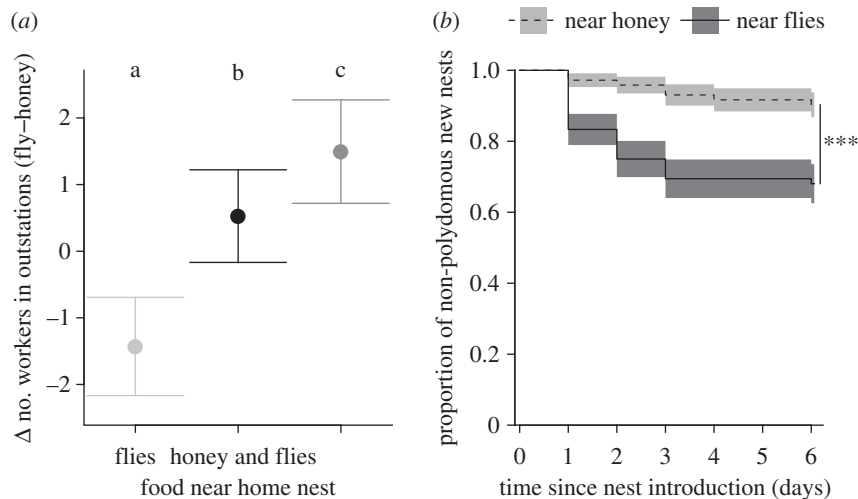 (a)
a
b
c
2
1
0
–1
–2
Δ no. workers in outstations (fly–honey)
flies honey and flies
food near home nest
(b)
near honey
near flies
1.0
0.8
0.6
0.4
0.2
0
***
proportion of non-polydomous new nests
0 1 2 3 4 5 6
time since nest introduction (days)